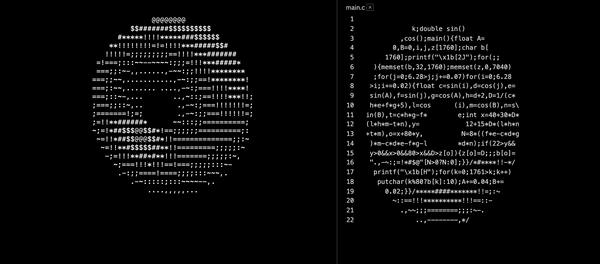 main.c
1
2 k;double sin()
3 ,cos();main(){float A=
4 0,B=0,i,j,z[1760];char b[
5 1760];printf("\x1b[2J");for(;;
6 ){memset(b,32,1760);memset(z,0,7040)
7 ;for(j=0;6.28>j;j+=0.07)for(i=0;6.28
8 >i;i+=0.02){float c=sin(i),d=cos(j),e=
9 sin(A),f=sin(j),g=cos(A),h=d+2,D=1/(c*
10 h*e+f*g+5),l=cos (i),m=cos(B),n=s\
11 in(B),t=c*h*g-f* e;int x=40+30*D*
12 (l*h*m-t*n),y= 12+15*D*(l*h*n
13 +t*m),o=x+80*y, N=8*((f*e-c*d*g
14 )*m-c*d*e-f*g-l *d*n);if(22>y&&
15 y>0&&x>0&&80>x&&D>z[o]){z[o]=D;;;b[o]=
16 ".,-~:;=!*#$@"[N>0?N:0];}}/*#****!!-*/
17 printf("\x1b[H");for(k=0;1761>k;k++)
18 putchar(k%80?b[k]:10);A+=0.04;B+=
19 0.02;}}/*****####*******!!=;:~
20 ~::==!!!**********!!!==::-
21 .,~~;;;========;;;:~-.
22 ..,--------,*/